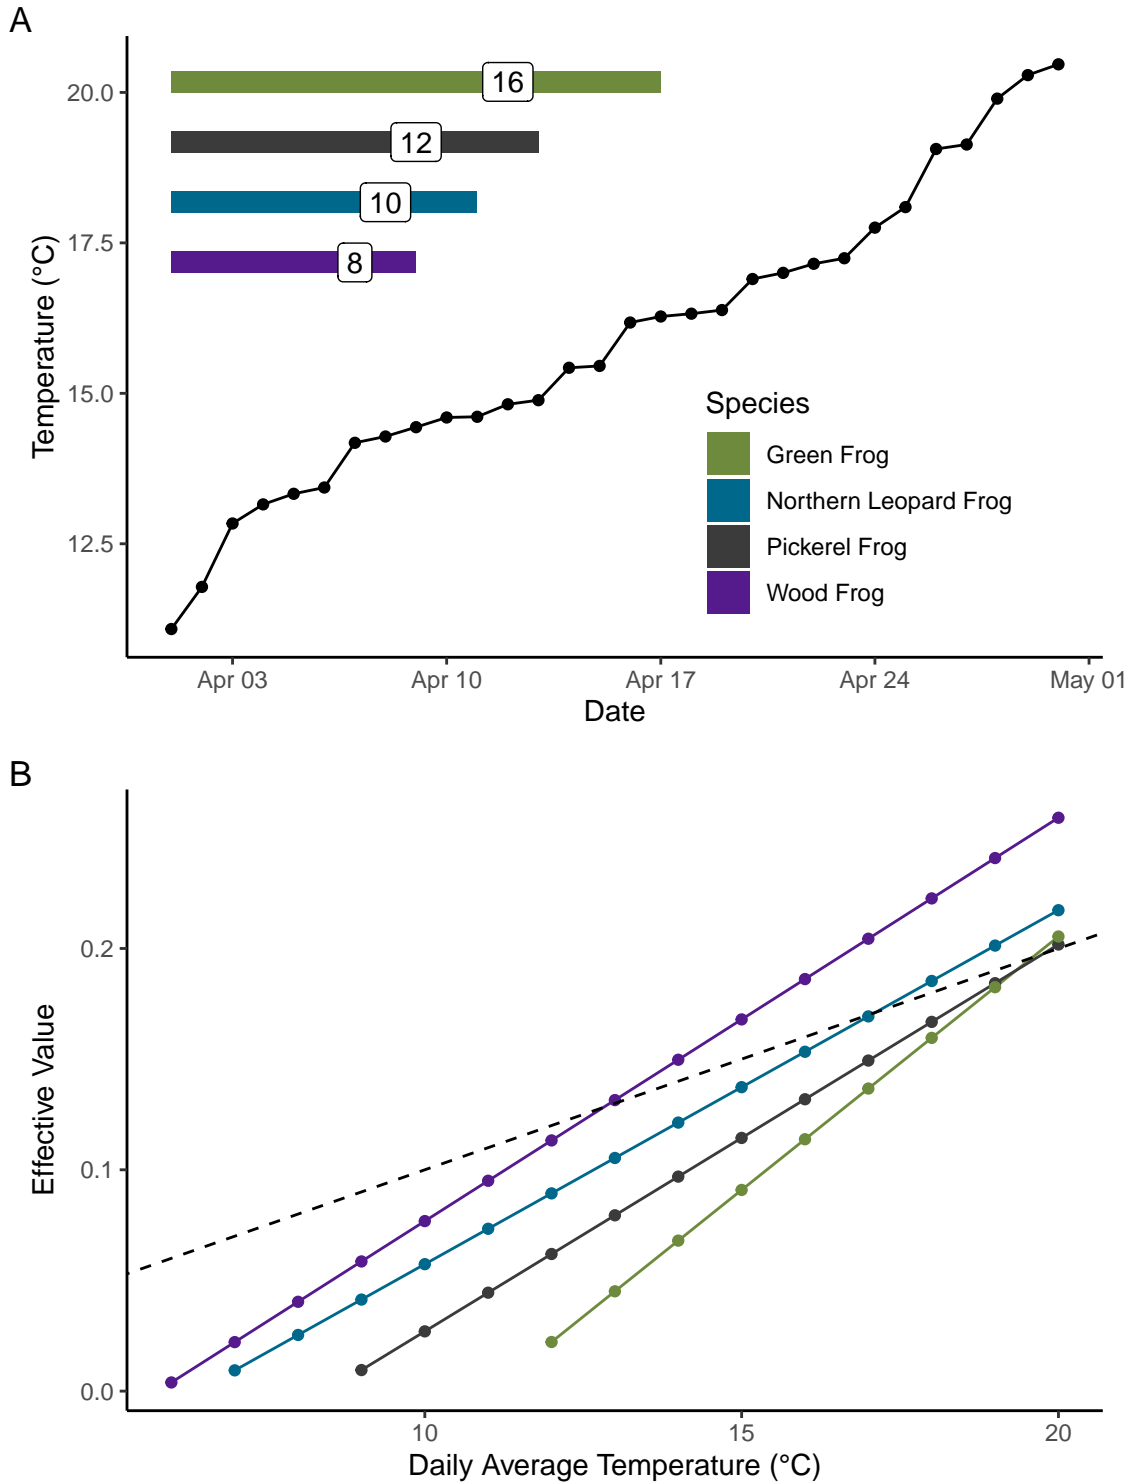 A
Temperature (°C)
20.0
17.5
15.0
12.5
16
12
10
8
Species
Green Frog
Northern Leopard Frog
Pickerel Frog
Wood Frog
Apr 03
Apr 10
Apr 17
Apr 24
May 01
Date
B
Effective Value
0.2
0.1
0.0
10
15
20
Daily Average Temperature (°C)